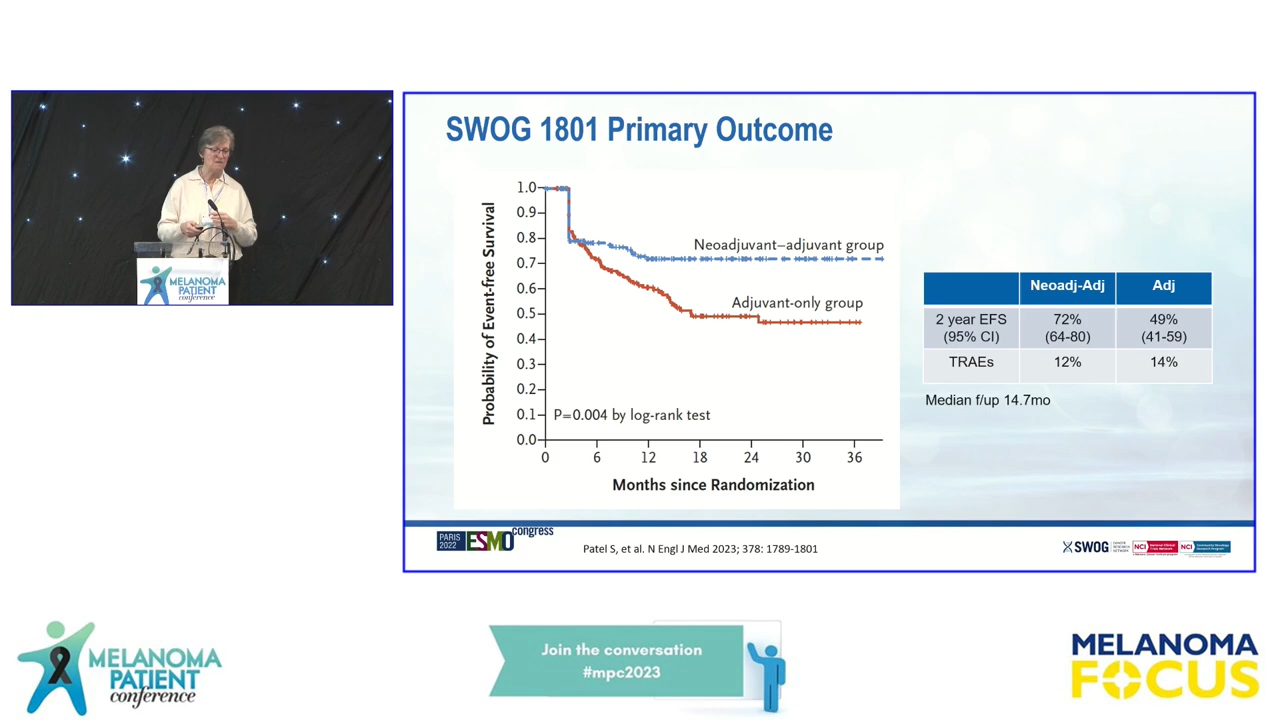 SWOG 1801 Primary Outcome
Probability of Event-free Survival
1.0
0.9
0.8
0.7
0.6
0.5
0.4
0.3
0.2
0.1
0.0
Neoadjuvant–adjuvant group
Adjuvant-only group
P=0.004 by log-rank test
0 6 12 18 24 30 36
Months since Randomization
Neoadj-Adj Adj
2 year EFS 72% 49%
(95% CI) (64-80) (41-59)
TRAEs 12% 14%
Median f/up 14.7mo
PARIS
2022
ESMO congress
Patel S, et al. N Engl J Med 2023; 378: 1789-1801
SWOG
NCI
NCI
MELANOMA
PATIENT
conference
MELANOMA
PATIENT
conference
Join the conversation
#mpc2023
MELANOMA
FOCUS